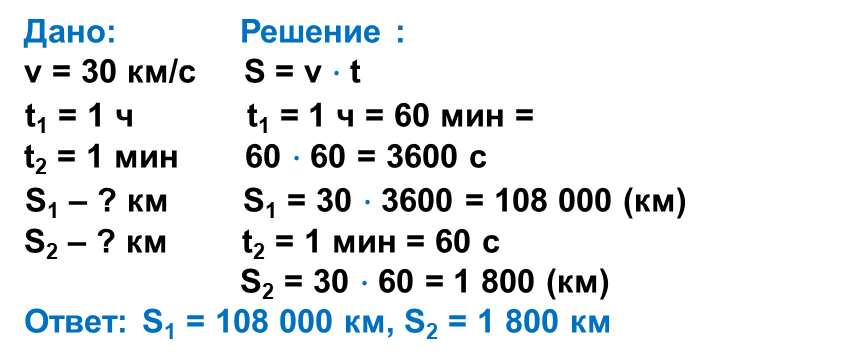 Дано: Решение :
v = 30 км/с S = v · t
t₁ = 1 ч t₁ = 1 ч = 60 мин =
t₂ = 1 мин 60 · 60 = 3600 с
S₁ – ? км S₁ = 30 · 3600 = 108 000 (км)
S₂ – ? км t₂ = 1 мин = 60 с
S₂ = 30 · 60 = 1 800 (км)
Ответ: S₁ = 108 000 км, S₂ = 1 800 км